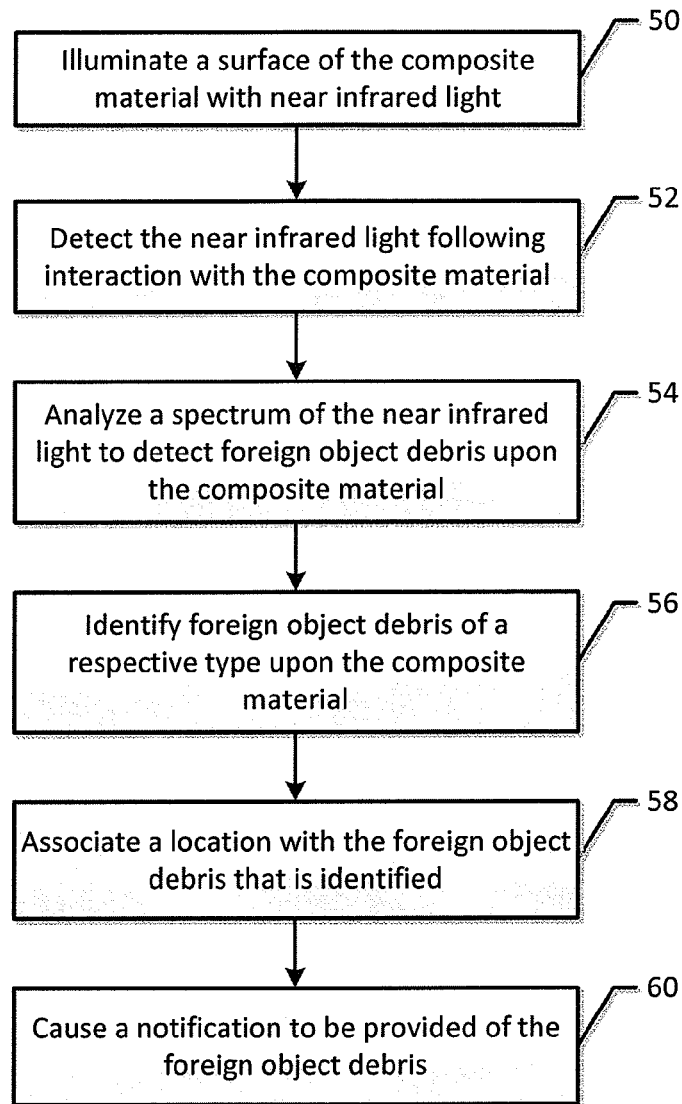 50
Illuminate a surface of the composite
material with near infrared light
52
Detect the near infrared light following
interaction with the composite material
54
Analyze a spectrum of the near infrared
light to detect foreign object debris upon
the composite material
56
Identify foreign object debris of a
respective type upon the composite
material
58
Associate a location with the foreign object
debris that is identified
60
Cause a notification to be provided of the
foreign object debris